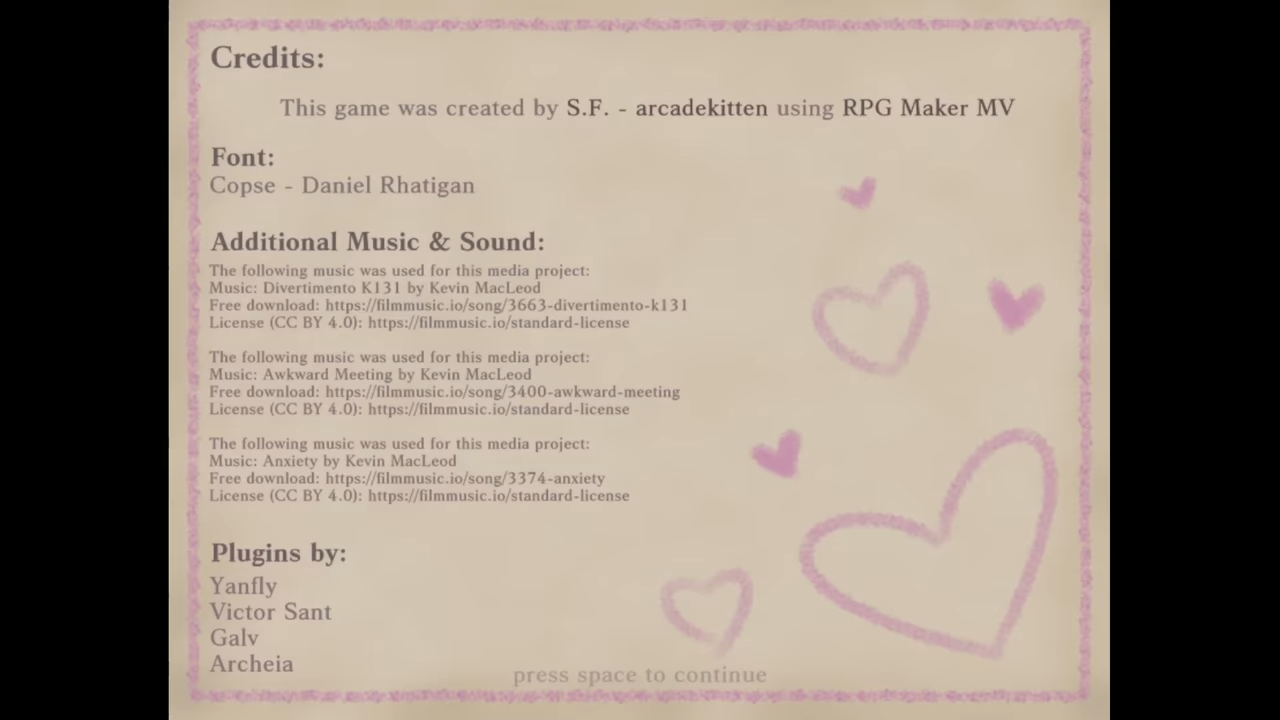 Credits:
This game was created by S.F. - arcadekitten using RPG Maker MV
Font:
Copse - Daniel Rhatigan
Additional Music & Sound:
The following music was used for this media project:
Music: Divertimento K131 by Kevin MacLeod
Free download: https://filmmusic.io/song/3663-divertimento-k131
License (CC BY 4.0): https://filmmusic.io/standard-license
The following music was used for this media project:
Music: Awkward Meeting by Kevin MacLeod
Free download: https://filmmusic.io/song/3400-awkward-meeting
License (CC BY 4.0): https://filmmusic.io/standard-license
The following music was used for this media project:
Music: Anxiety by Kevin MacLeod
Free download: https://filmmusic.io/song/3374-anxiety
License (CC BY 4.0): https://filmmusic.io/standard-license
Plugins by:
Yanfly
Victor Sant
Galv
Archeia
press space to continue